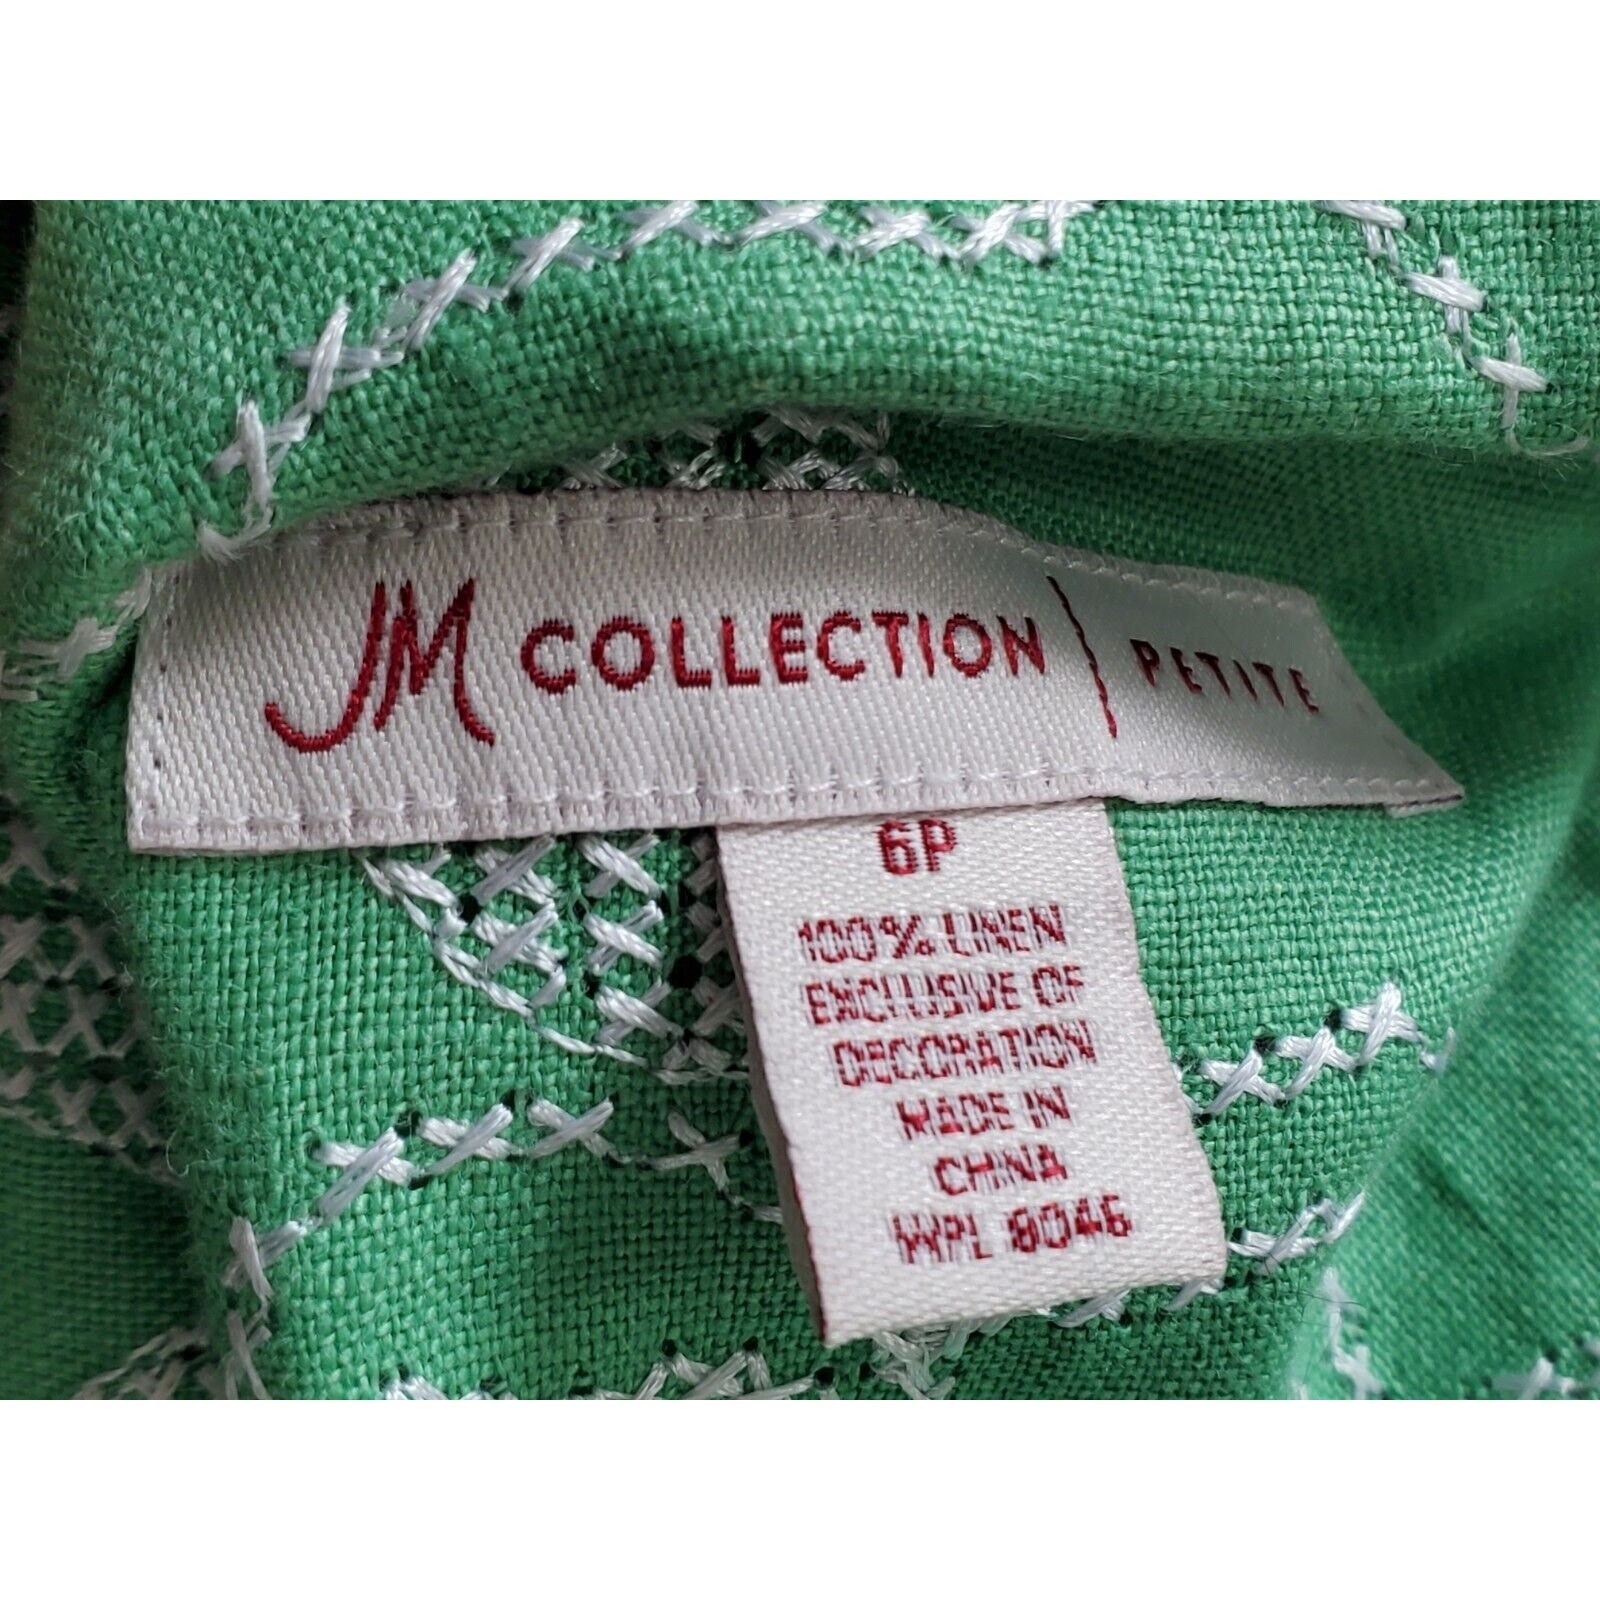 JM COLLECTION PETITE
6P
100% LINEN
EXCLUSIVE OF
DECORATION
MADE IN
CHINA
WPL 8046